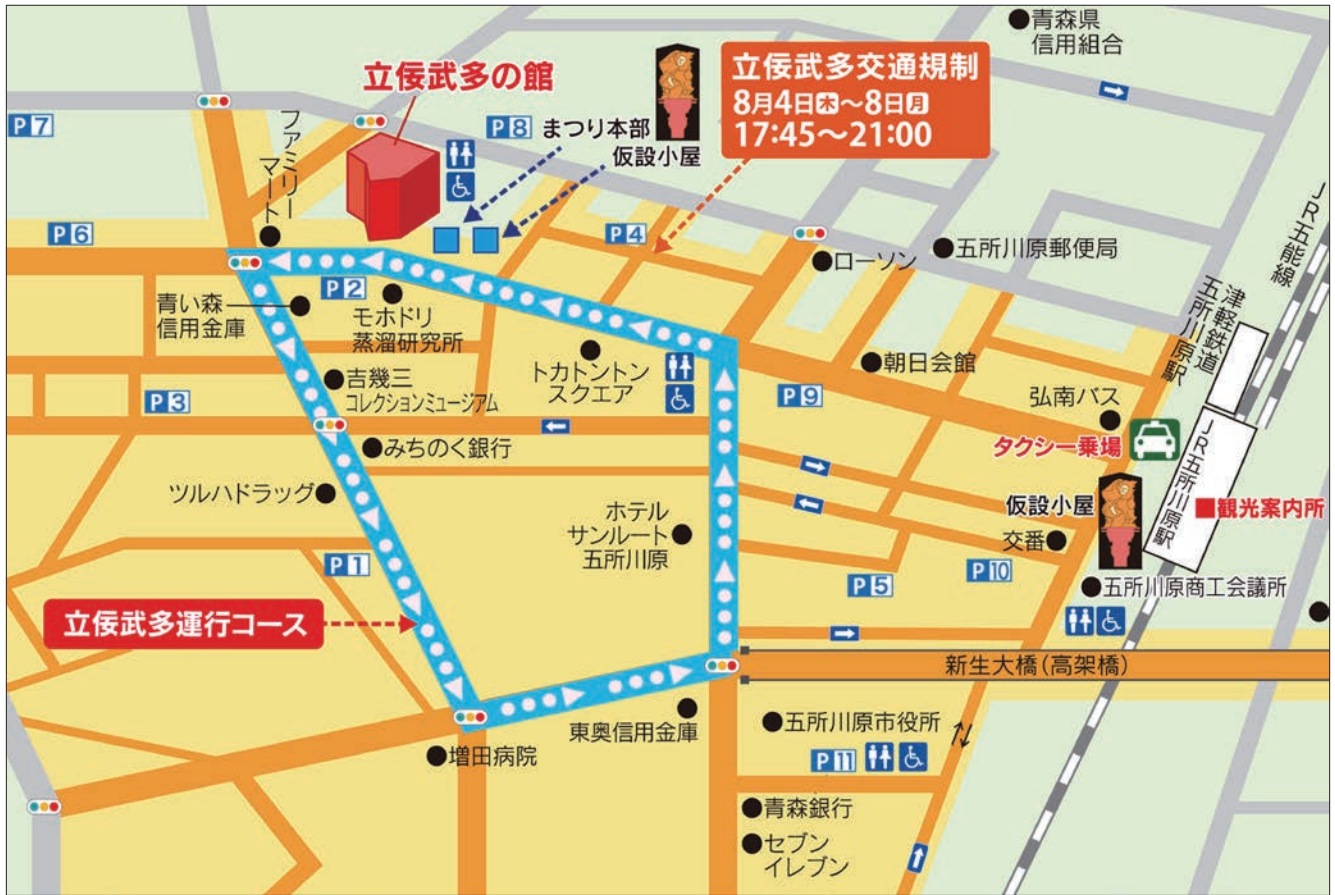 青森県
信用組合
立佞武多の館
立佞武多交通規制
8月4日木~8日月
17:45~21:00
P7
ファミリー
マート
P8
まつり本部
仮設小屋
P6
P4
ローソン
五所川原郵便局
JR五能線
津軽鉄道
五所川原駅
青い森
信用金庫
P2
モホドリ
蒸溜研究所
トカトントン
スクエア
朝日会館
吉幾三
コレクションミュージアム
P3
P9
弘南バス
タクシー乗場
みちのく銀行
JR五所川原駅
ツルハドラッグ
ホテル
サンルート
五所川原
仮設小屋
観光案内所
交番
P1
P5
P10
五所川原商工会議所
立佞武多運行コース
新生大橋(高架橋)
東奥信用金庫
五所川原市役所
増田病院
P11
青森銀行
セブン
イレブン